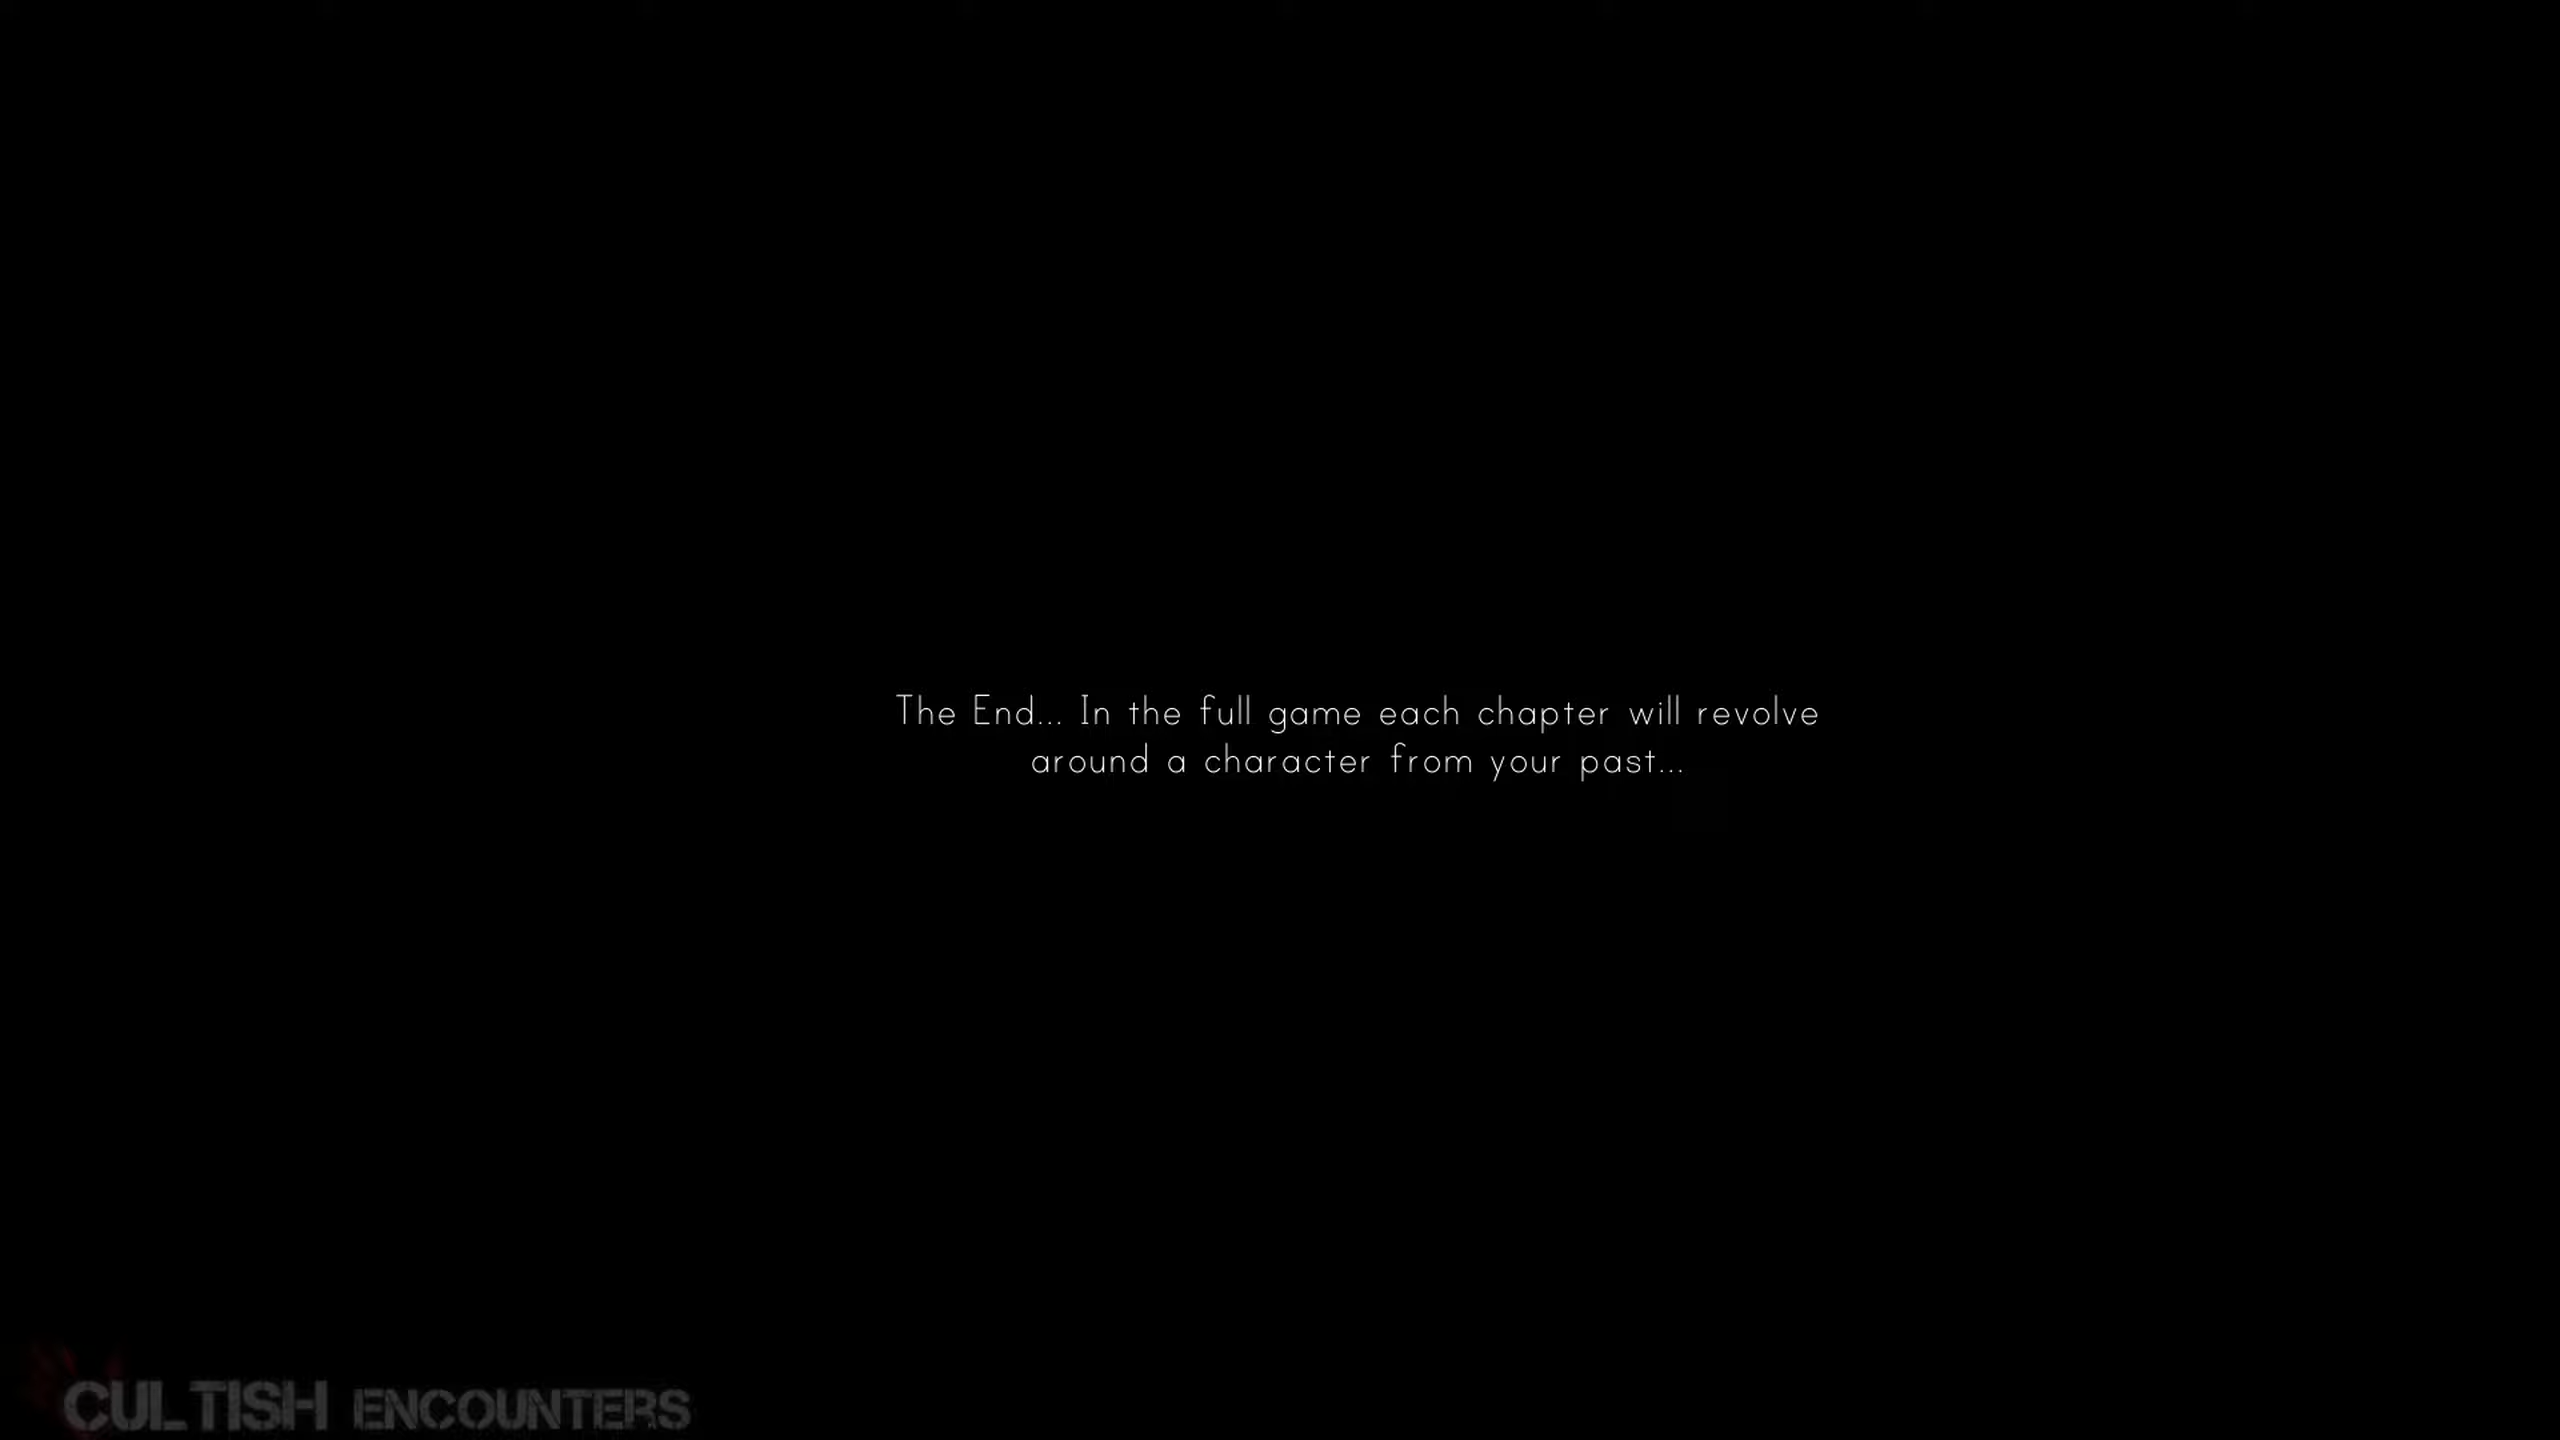 The End... In the full game each chapter will revolve
around a character from your past...
CULTISH ENCOUNTERS